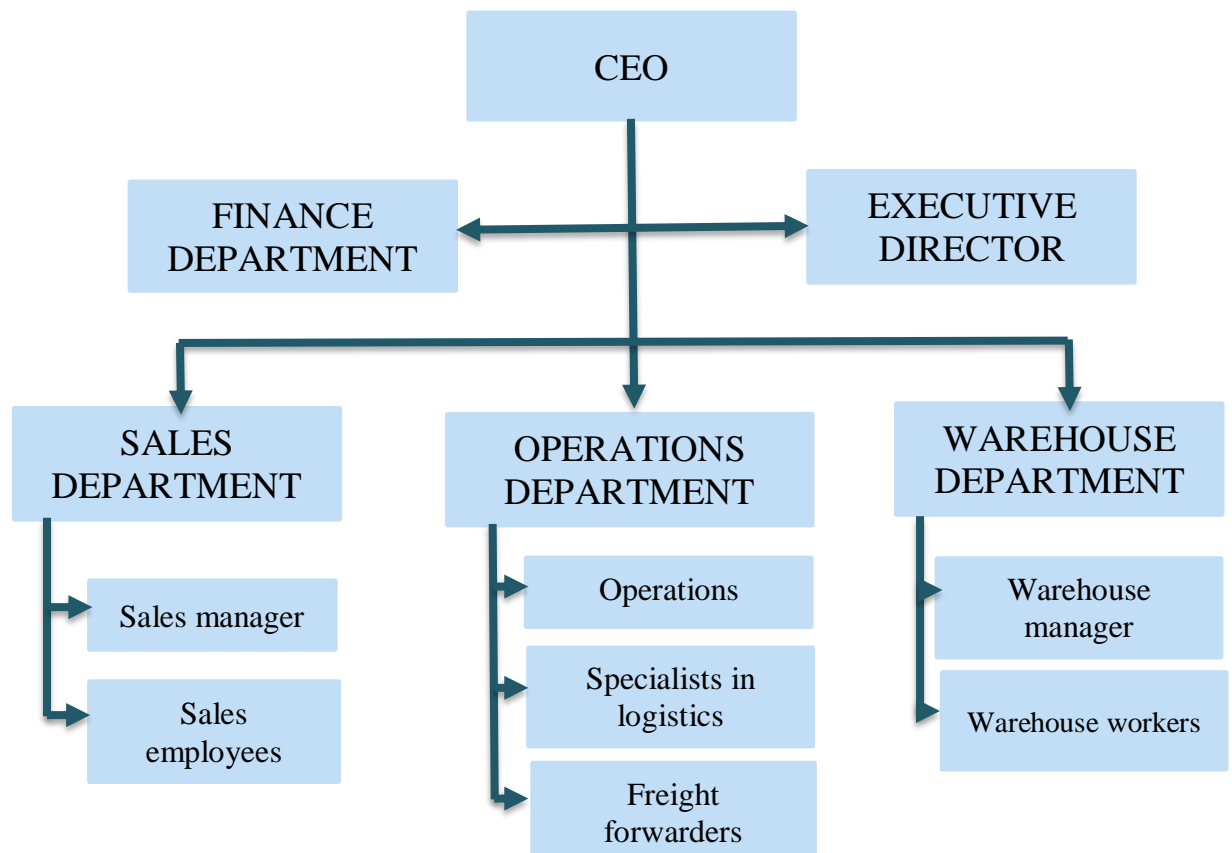 CEO
FINANCE
DEPARTMENT
EXECUTIVE
DIRECTOR
SALES
DEPARTMENT
OPERATIONS
DEPARTMENT
WAREHOUSE
DEPARTMENT
Sales manager
Sales
employees
Operations
Specialists in
logistics
Freight
forwarders
Warehouse
manager
Warehouse workers